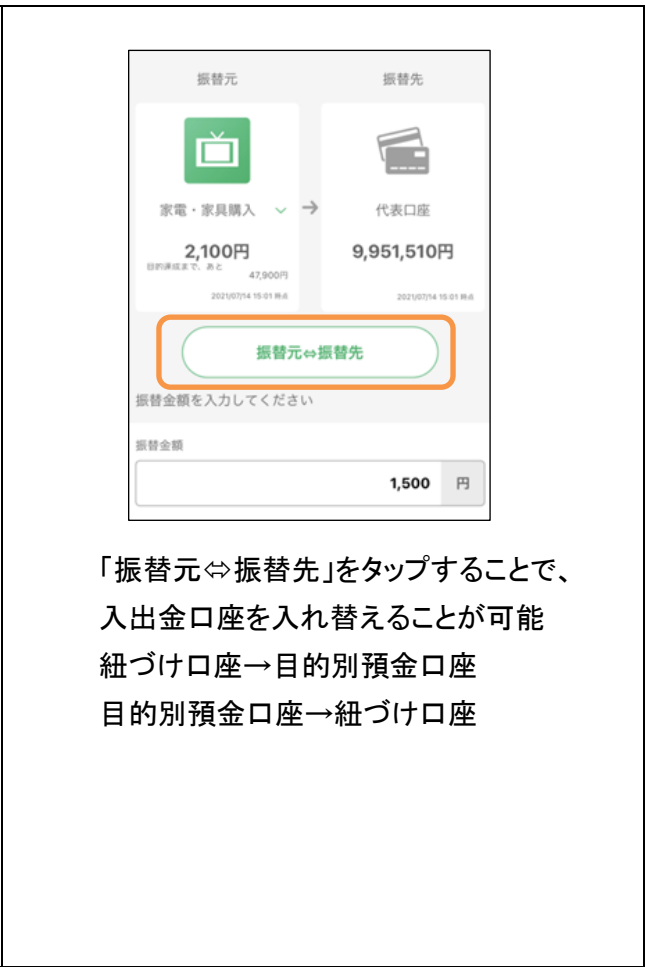 振替元
振替先
家電・家具購入
→
代表口座
2,100円
9,951,510円
目的達成まで、あと
47,900円
2021/07/14 15:01 時点
2021/07/14 15:01 時点
振替元⇔振替先
振替金額を入力してください
振替金額
1,500 円
「振替元⇔振替先」をタップすることで、
入出金口座を入れ替えることが可能
紐づけ口座→目的別預金口座
目的別預金口座→紐づけ口座